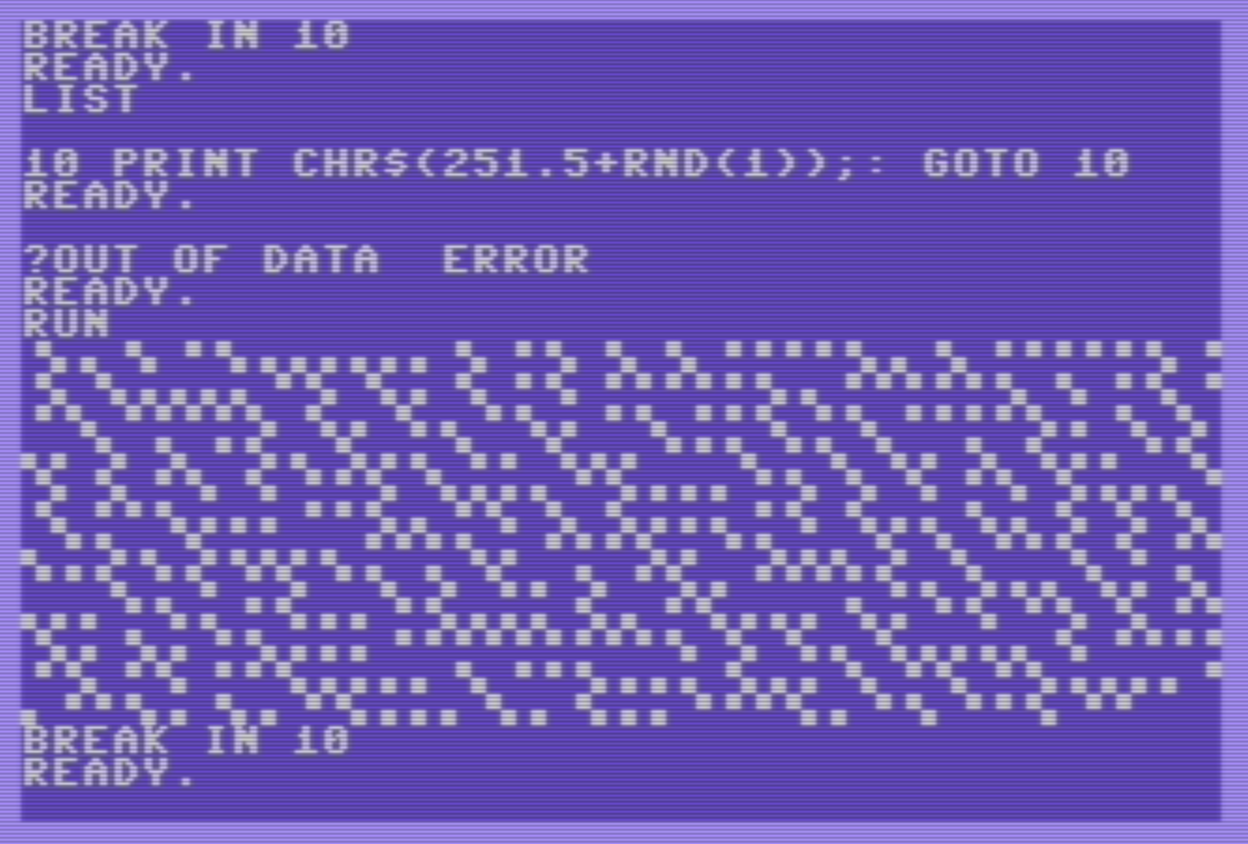 BREAK IN 10
READY.
LIST
10 PRINT CHR$(251.5+RND(1));: GOTO 10
READY.
?OUT OF DATA  ERROR
READY.
RUN
BREAK IN 10
READY.